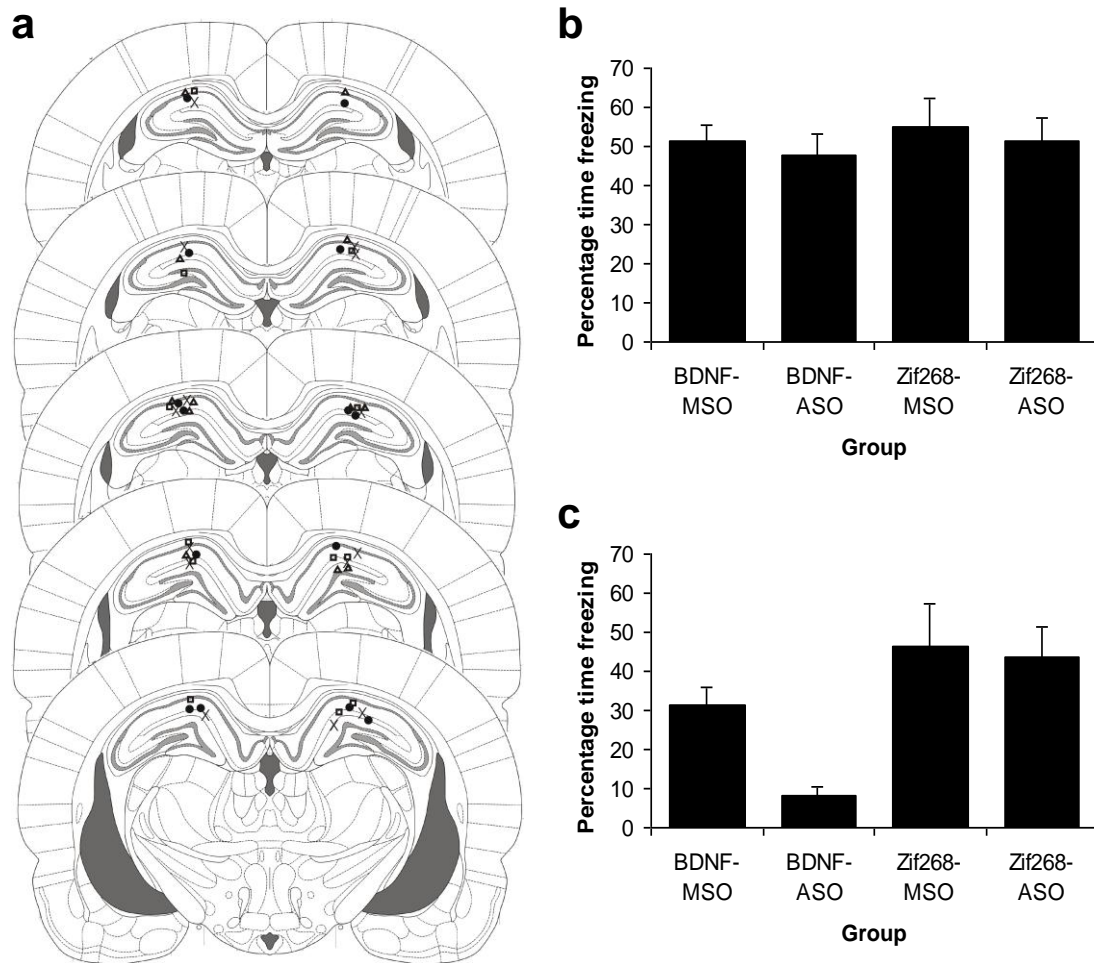 a
b
Percentage time freezing
70
60
50
40
30
20
10
0
BDNF-
MSO
BDNF-
ASO
Zif268-
MSO
Zif268-
ASO
Group
c
Percentage time freezing
70
60
50
40
30
20
10
0
BDNF-
MSO
BDNF-
ASO
Zif268-
MSO
Zif268-
ASO
Group